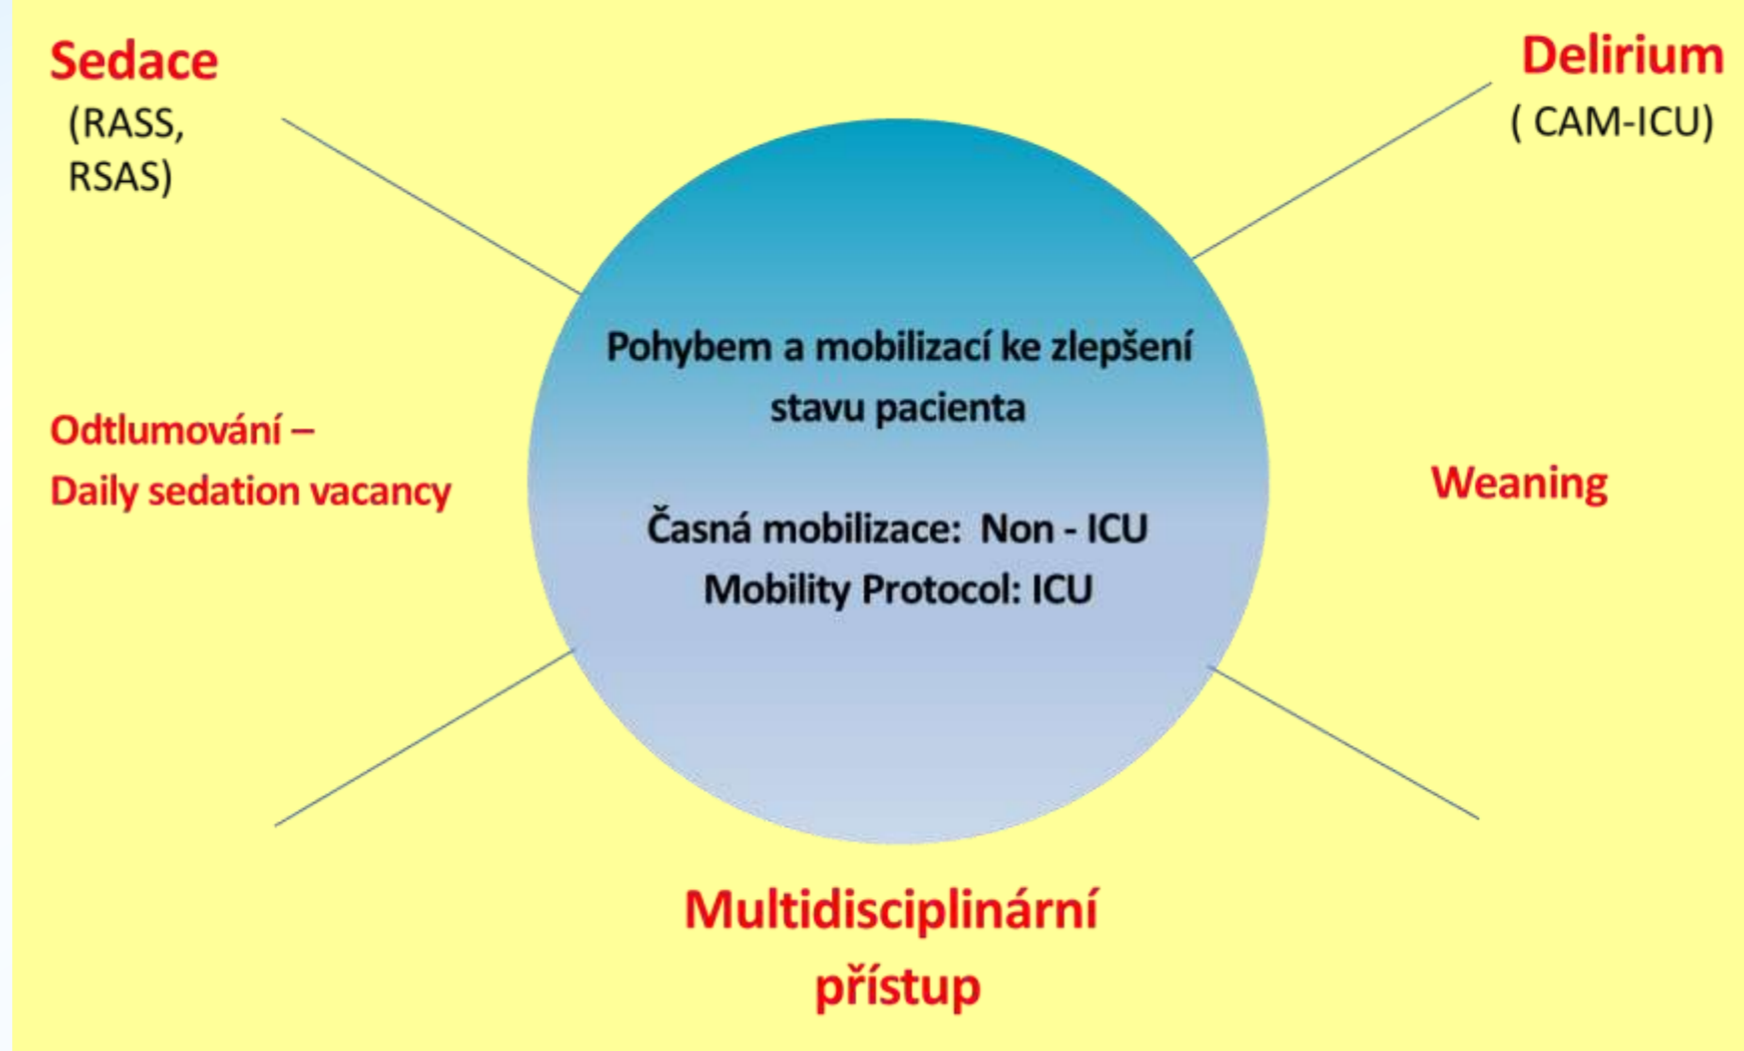 Sedace
(RASS,
RSAS)
Delirium
( CAM-ICU)
Pohybem a mobilizací ke zlepšení
stavu pacienta
Časná mobilizace:  Non - ICU
Mobility Protocol: ICU
Odtlumování –
Daily sedation vacancy
Weaning
Multidisciplinární
přístup